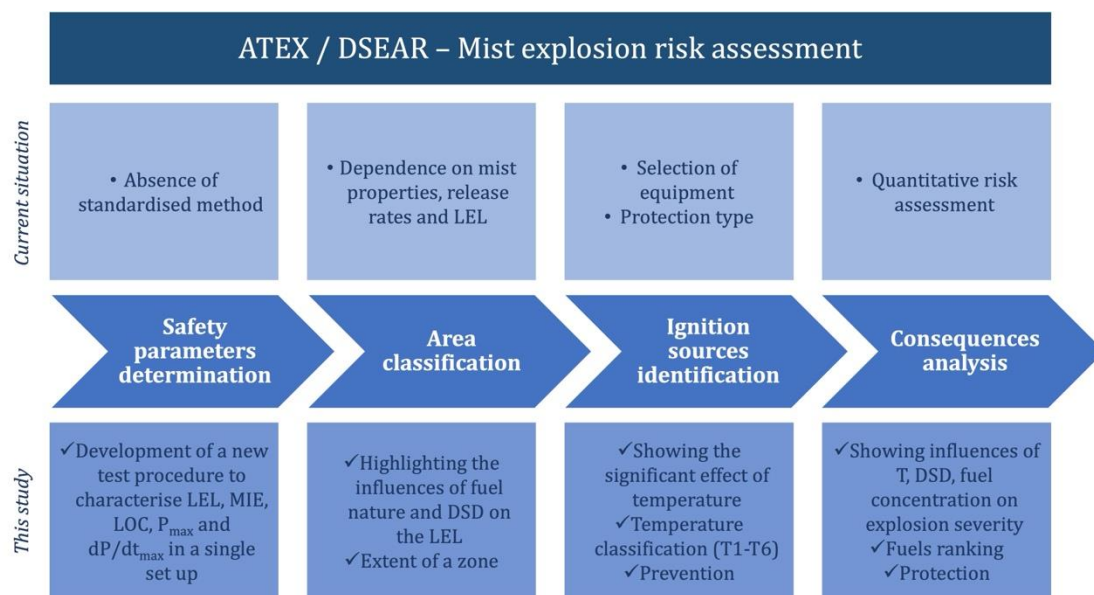 ATEX / DSEAR – Mist explosion risk assessment
Current situation
• Absence of
standardised method
• Dependence on mist
properties, release
rates and LEL
• Selection of
equipment
• Protection type
• Quantitative risk
assessment
Safety
parameters
determination
Area
classification
Ignition
sources
identification
Consequences
analysis
This study
✓Development of a new
test procedure to
characterise LEL, MIE,
LOC, Pmax and
dP/dtmax in a single
set up
✓Highlighting the
influences of fuel
nature and DSD on
the LEL
✓Extent of a zone
✓Showing the
significant effect of
temperature
✓Temperature
classification (T1-T6)
✓Prevention
✓Showing influences of
T, DSD, fuel
concentration on
explosion severity
✓Fuels ranking
✓Protection